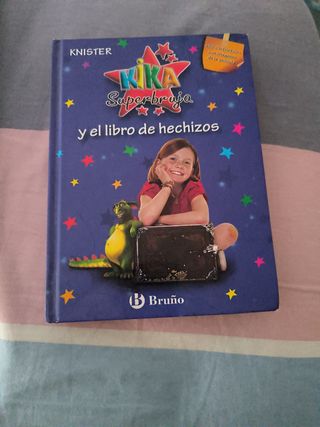 KNISTER
KIKA
Superbruja
y el libro de hechizos
B Bruño